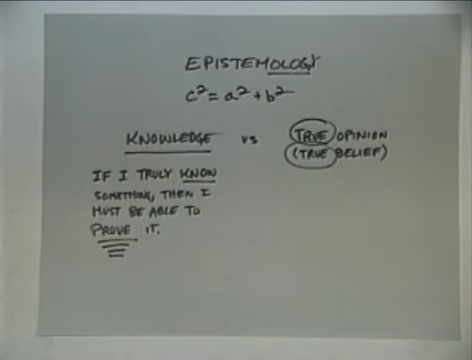 EPISTEMOLOGY
c² = a² + b²
KNOWLEDGE vs TRUE OPINION
(TRUE BELIEF)
IF I TRULY KNOW
SOMETHING, THEN I
MUST BE ABLE TO
PROVE IT.